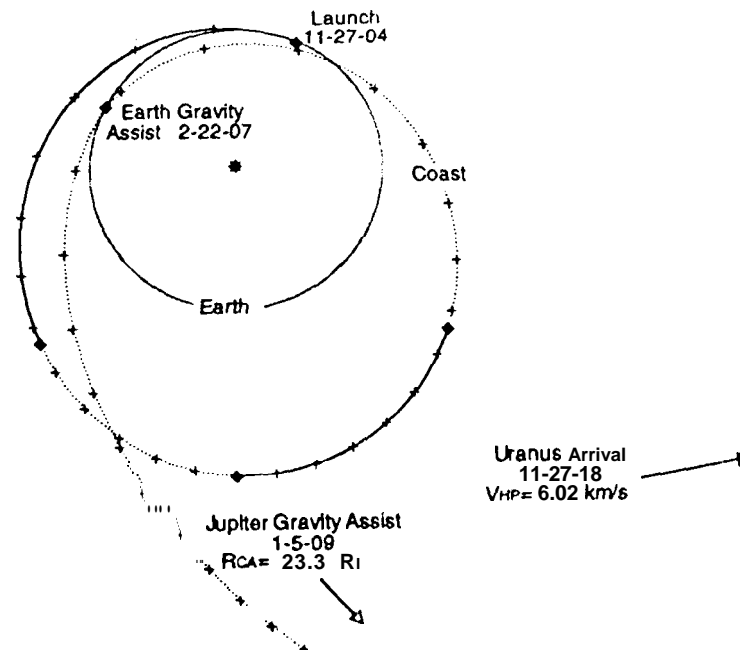 Launch
11-27-04
Earth Gravity
Assist 2-22-07
Coast
Earth
Uranus Arrival
11-27-18
VHP= 6.02 km/s
Jupiter Gravity Assist
1-5-09
RCA= 23.3 RI